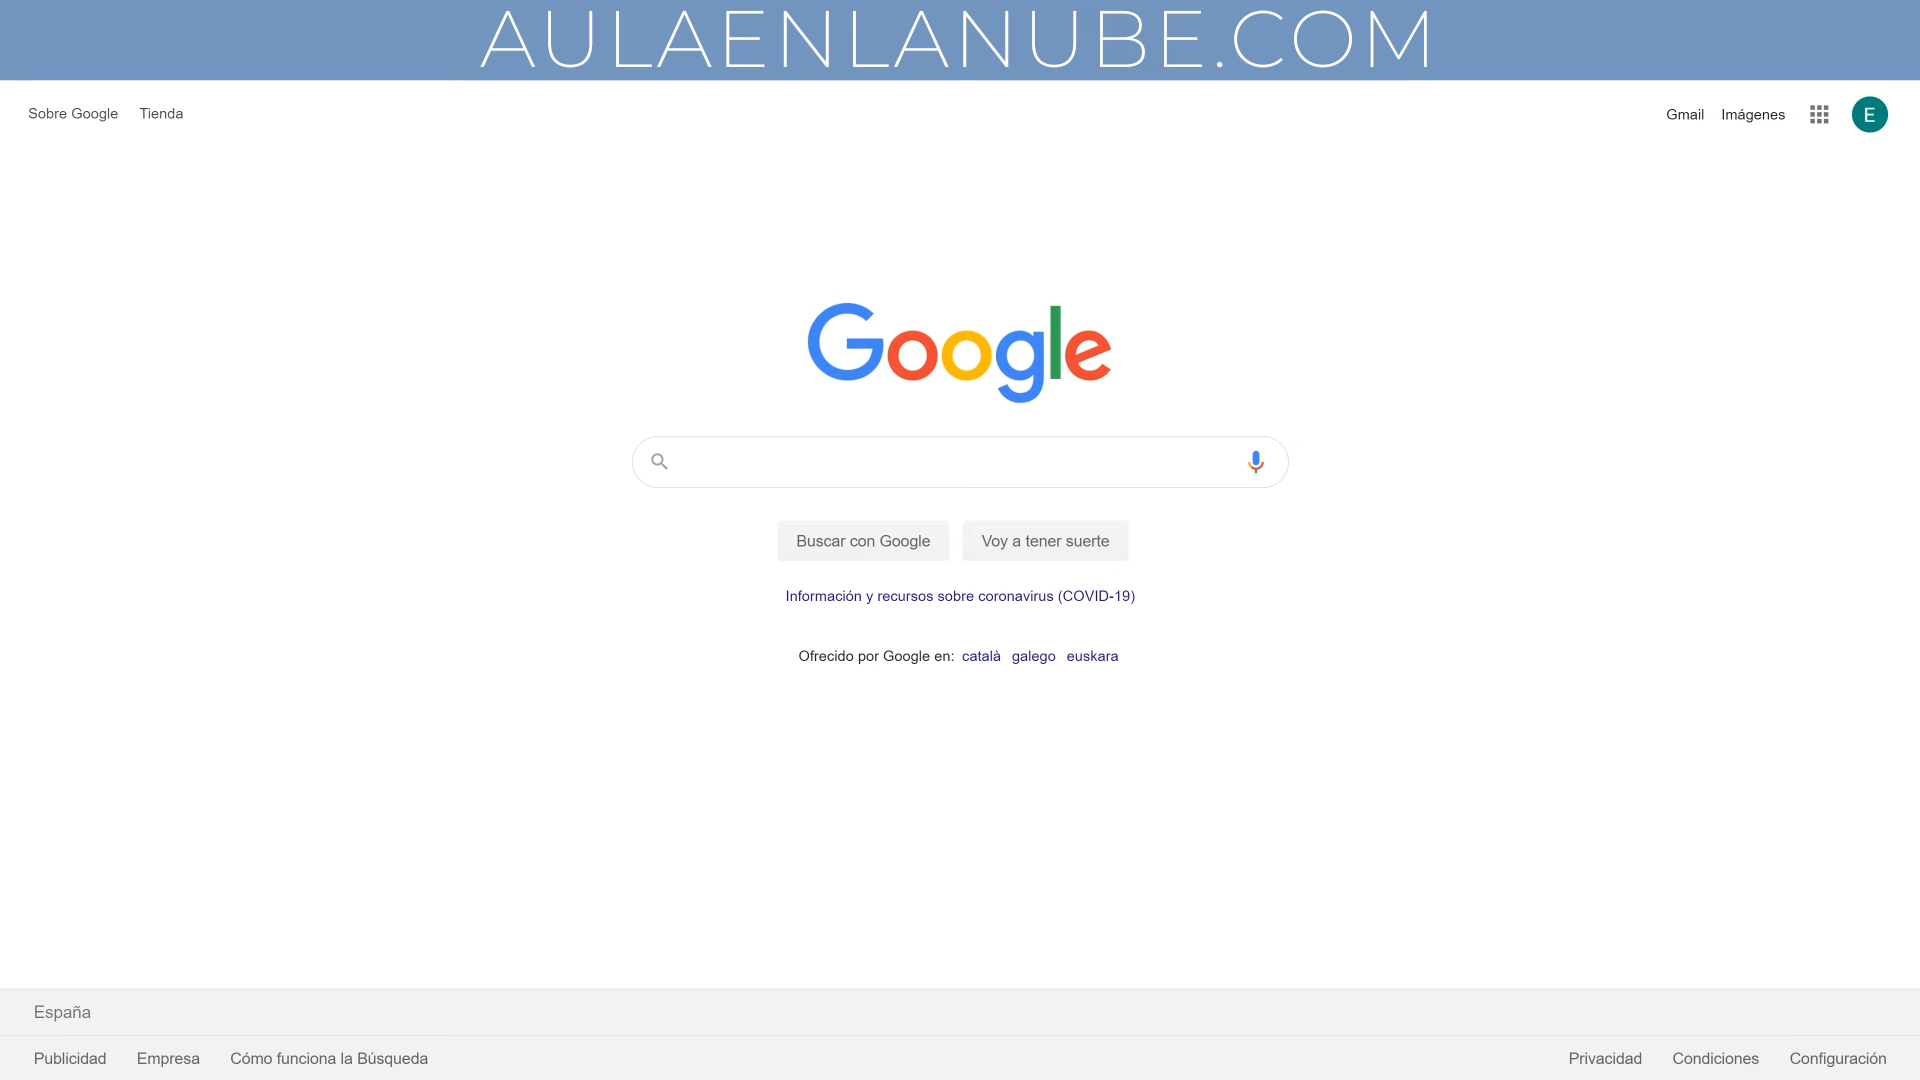 AULAENLANUBE.COM
Sobre Google Tienda Gmail Imágenes E
Google
Buscar con Google Voy a tener suerte
Información y recursos sobre coronavirus (COVID-19)
Ofrecido por Google en: català galego euskara
España
Publicidad Empresa Cómo funciona la Búsqueda Privacidad Condiciones Configuración